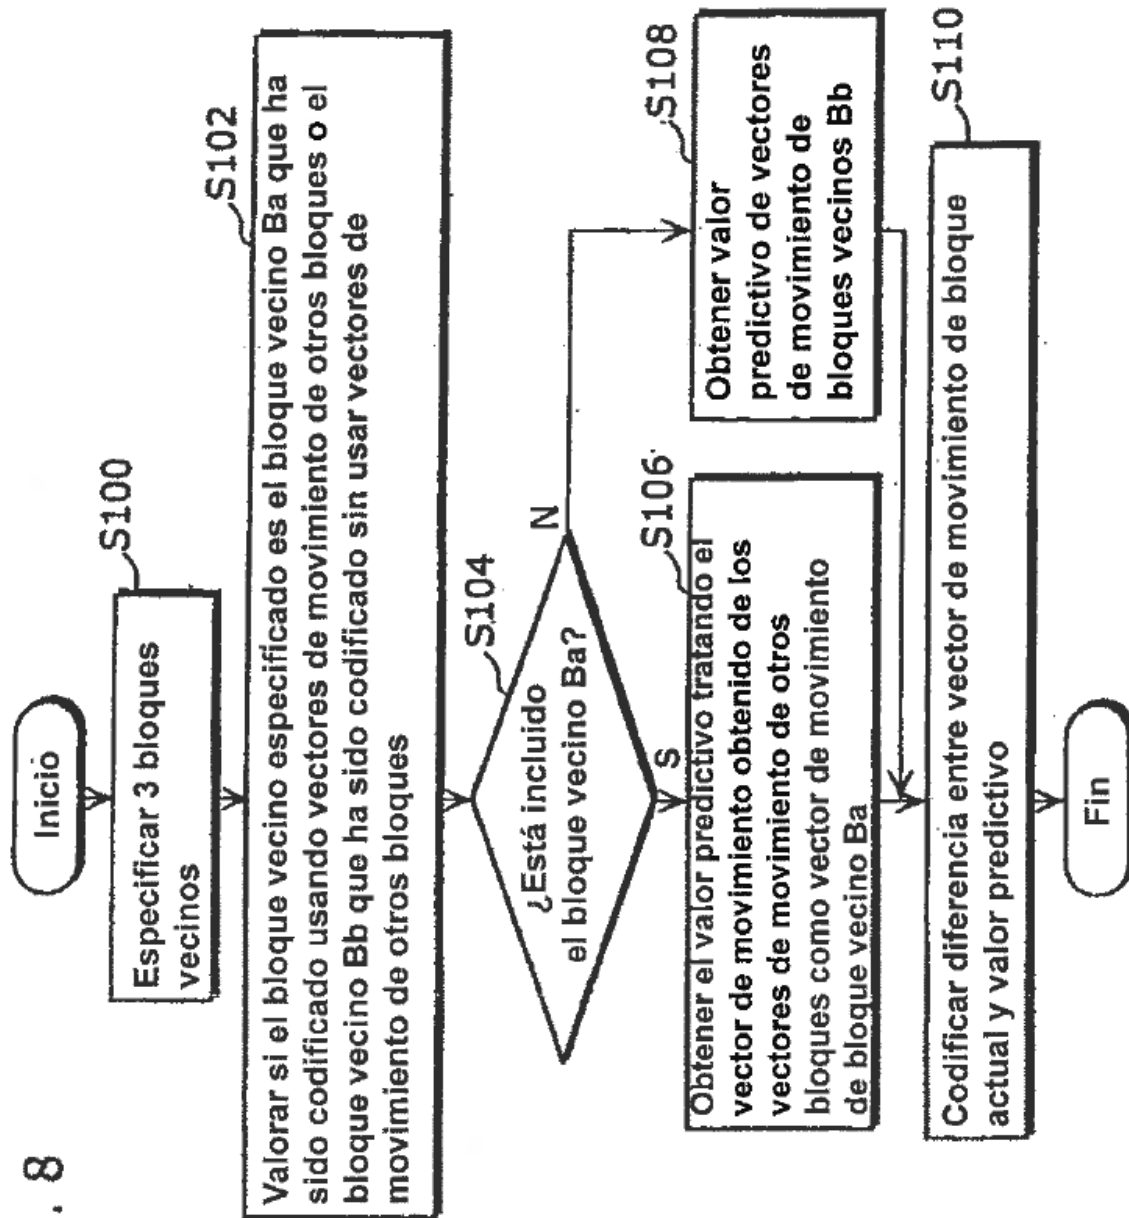 . 8
Inicio
S100
Especificar 3 bloques
vecinos
S102
Valorar si el bloque vecino especificado es el bloque vecino Ba que ha
sido codificado usando vectores de movimiento de otros bloques o el
bloque vecino Bb que ha sido codificado sin usar vectores de
movimiento de otros bloques
S104
¿Está incluido
el bloque vecino Ba?
N
S
S106
Obtener el valor predictivo tratando el
vector de movimiento obtenido de los
vectores de movimiento de otros
bloques como vector de movimiento
de bloque vecino Ba
S108
Obtener valor
predictivo de vectores
de movimiento de
bloques vecinos Bb
S110
Codificar diferencia entre vector de movimiento de bloque
actual y valor predictivo
Fin